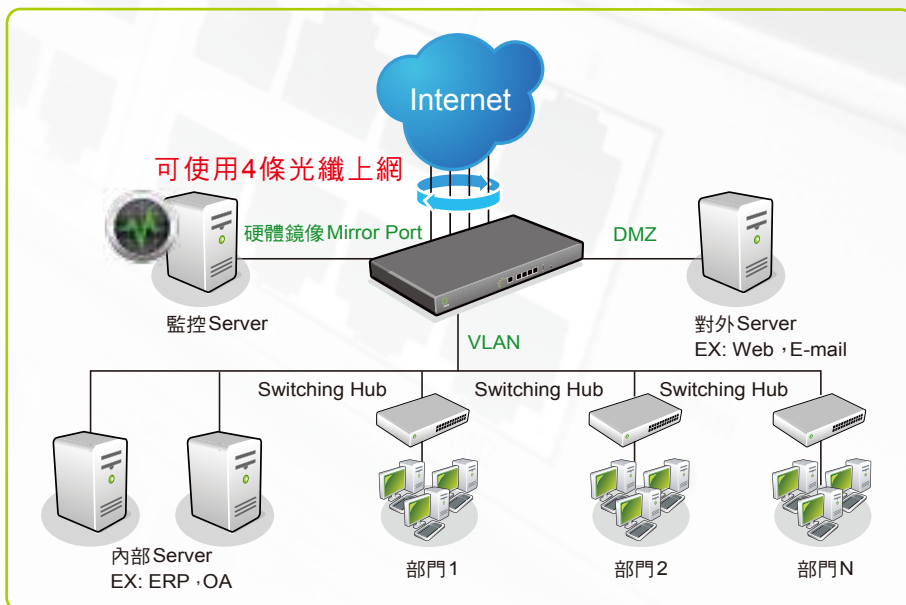 Internet
可使用4條光纖上網
硬體鏡像Mirror Port
DMZ
監控Server
對外Server
EX: Web,E-mail
VLAN
Switching Hub
Switching Hub
Switching Hub
內部Server
EX: ERP,OA
部門1
部門2
部門N